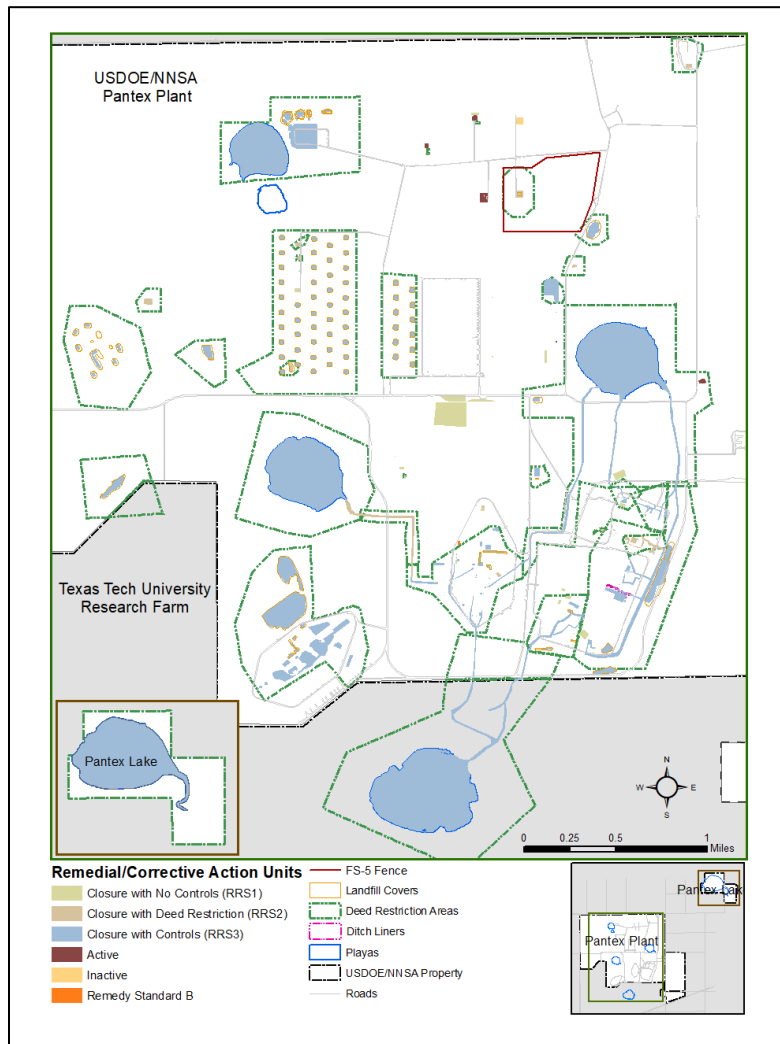 USDOE/NNSA
Pantex Plant
Texas Tech University
Research Farm
Pantex Lake
N
W E
S
0 0.25 0.5 1
Miles
Remedial/Corrective Action Units
Closure with No Controls (RRS1)
Closure with Deed Restriction (RRS2)
Closure with Controls (RRS3)
Active
Inactive
Remedy Standard B
FS-5 Fence
Landfill Covers
Deed Restriction Areas
Ditch Liners
Playas
USDOE/NNSA Property
Roads
Pantex Lak
Pantex Plant